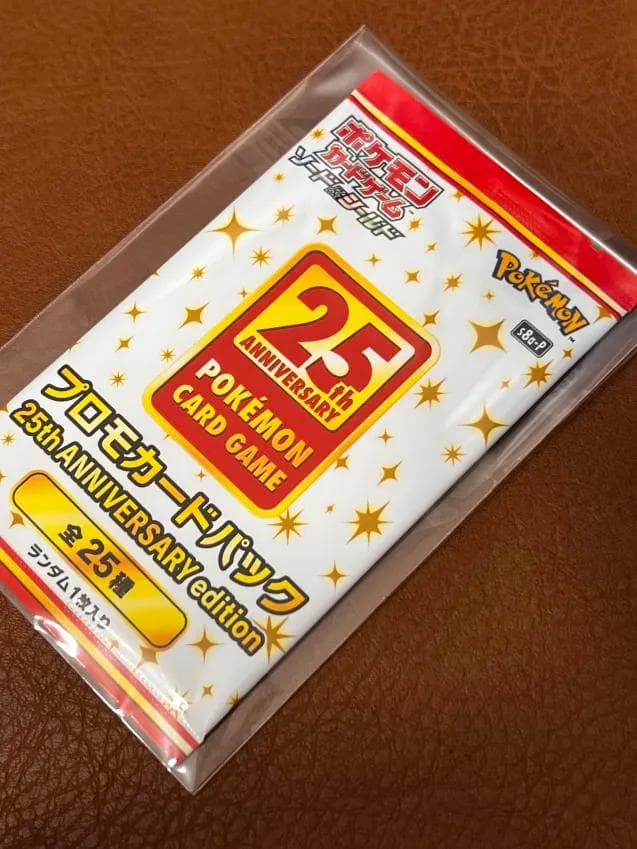 ポケモン
カードゲーム
ソード&シールド
Pokémon
s8a-P
25th
ANNIVERSARY
POKÉMON
CARD GAME
プロモカードパック
25th ANNIVERSARY edition
全25種
ランダム1枚入り